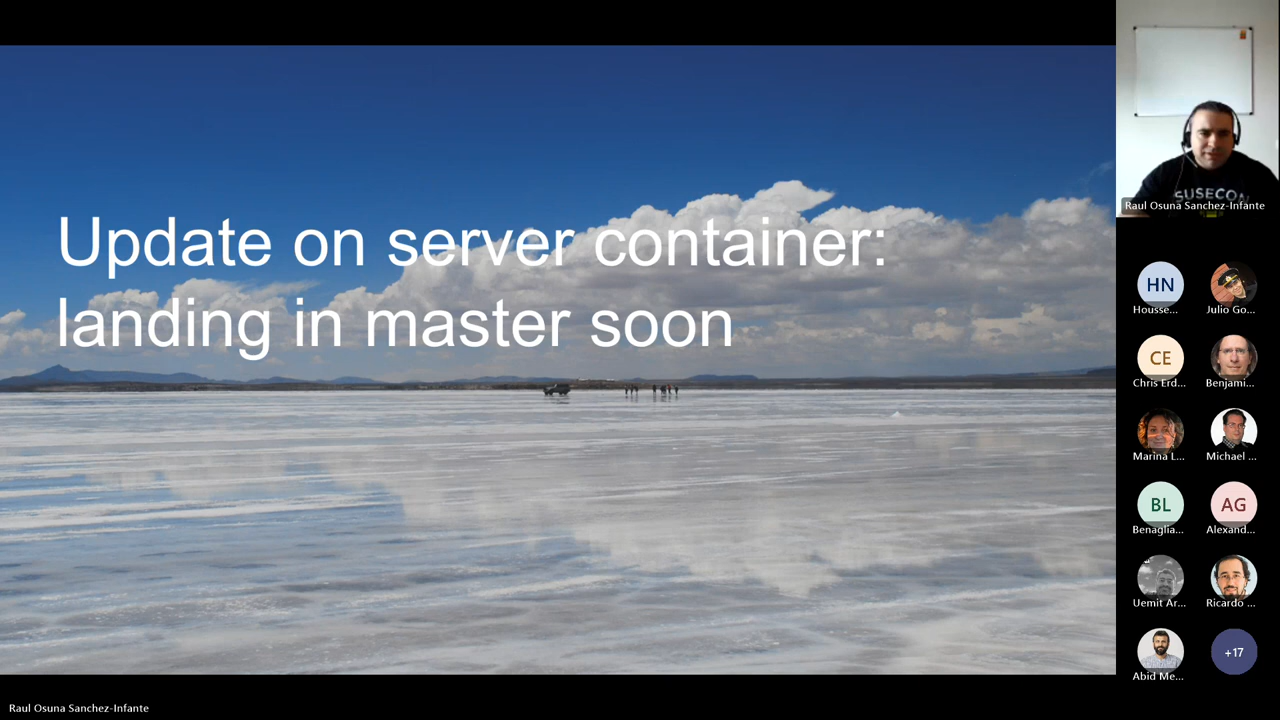 Update on server container:
landing in master soon
SUSECON
Raul Osuna Sanchez-Infante
HN
Housse...
Julio Go...
CE
Chris Erd...
Benjami...
Marina L...
Michael ...
BL
Benaglia...
AG
Alexand...
Uemit Ar...
Ricardo ...
Abid Me...
+17
Raul Osuna Sanchez-Infante